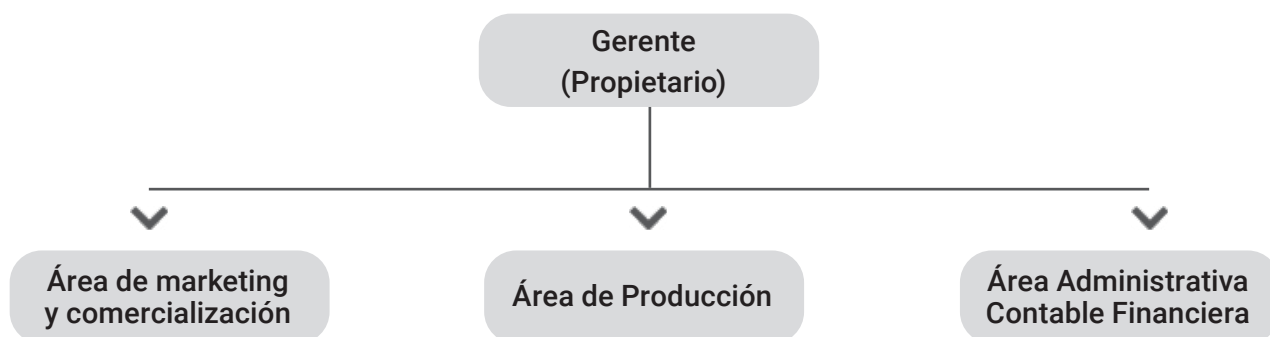 Gerente
(Propietario)
Área de marketing
y comercialización
Área de Producción
Área Administrativa
Contable Financiera